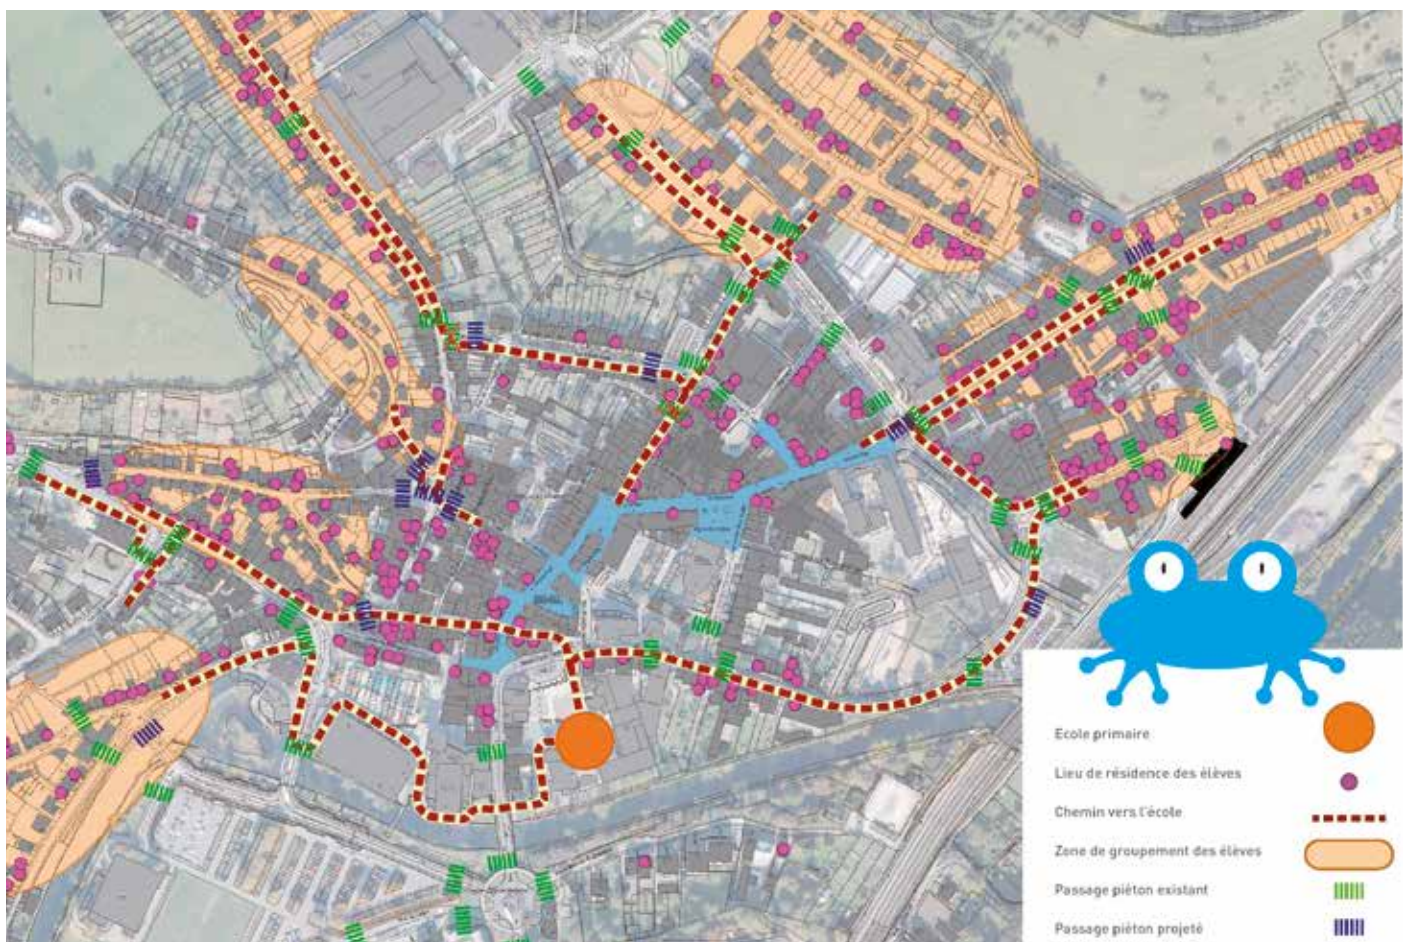 Ecole primaire
Lieu de résidence des élèves
Chemin vers l'école
Zone de groupement des élèves
Passage piéton existant
Passage piéton projeté